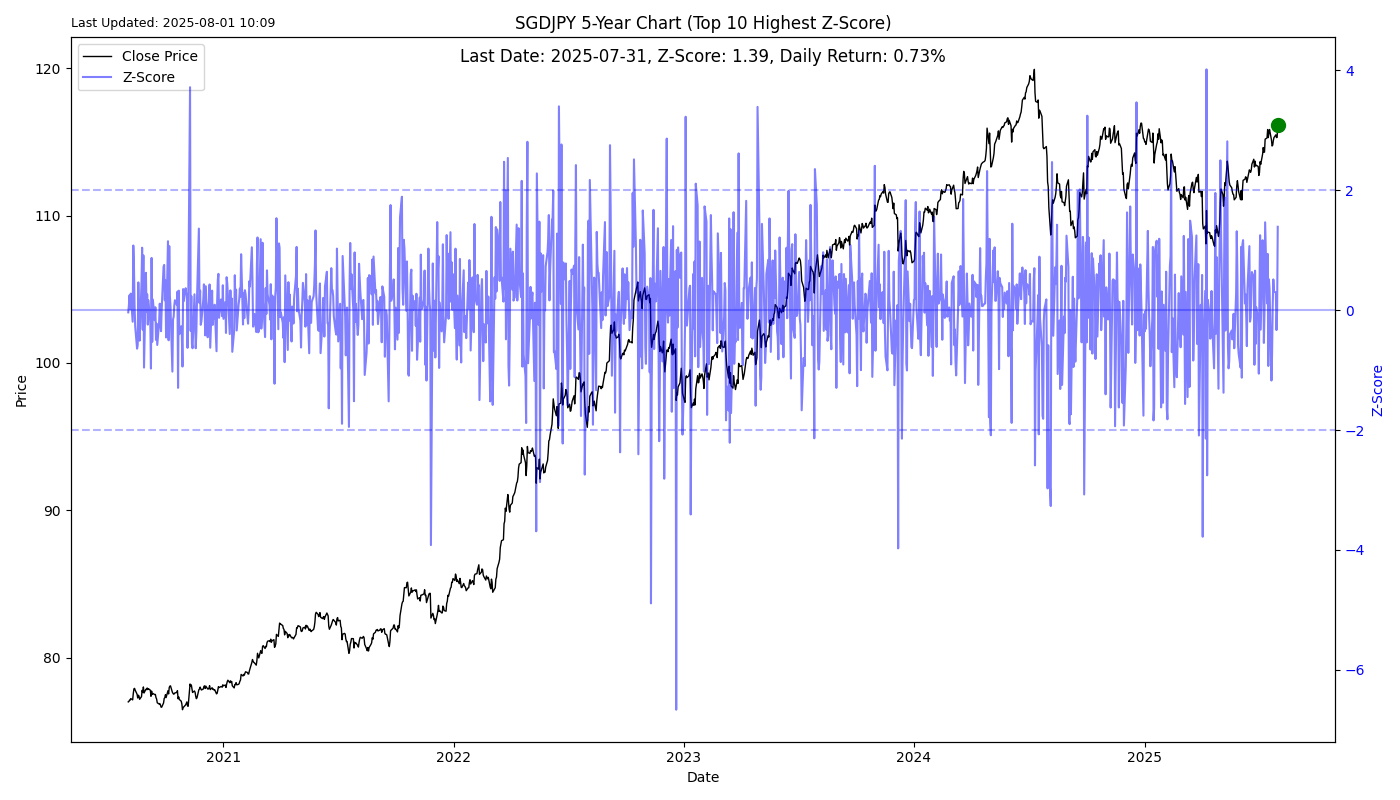 Last Updated: 2025-08-01 10:09
SGDJPY 5-Year Chart (Top 10 Highest Z-Score)
Last Date: 2025-07-31, Z-Score: 1.39, Daily Return: 0.73%
Close Price
Z-Score
120
110
100
90
80
Price
4
2
0
−2
−4
−6
Z-Score
2021
2022
2023
2024
2025
Date